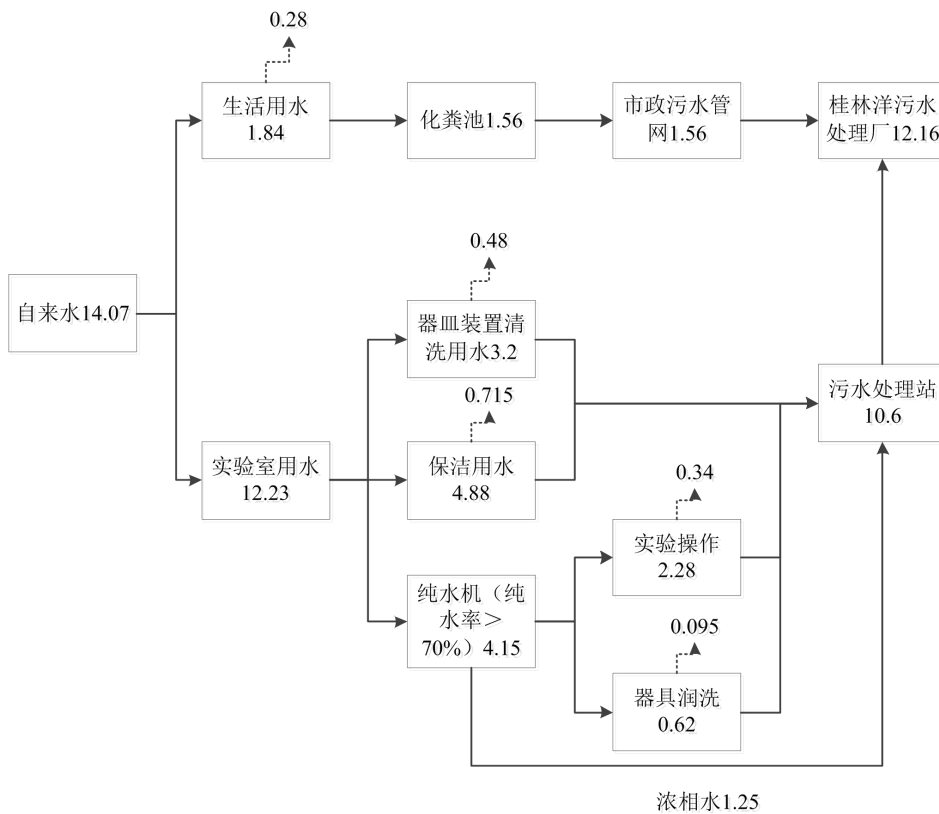 0.28
生活用水
1.84
化粪池1.56
市政污水管
网1.56
桂林洋污水
处理厂12.16
自来水14.07
0.48
器皿装置清
洗用水3.2
0.715
保洁用水
4.88
实验室用水
12.23
污水处理站
10.6
0.34
实验操作
2.28
纯水机（纯
水率＞
70%）4.15
0.095
器具润洗
0.62
浓相水1.25